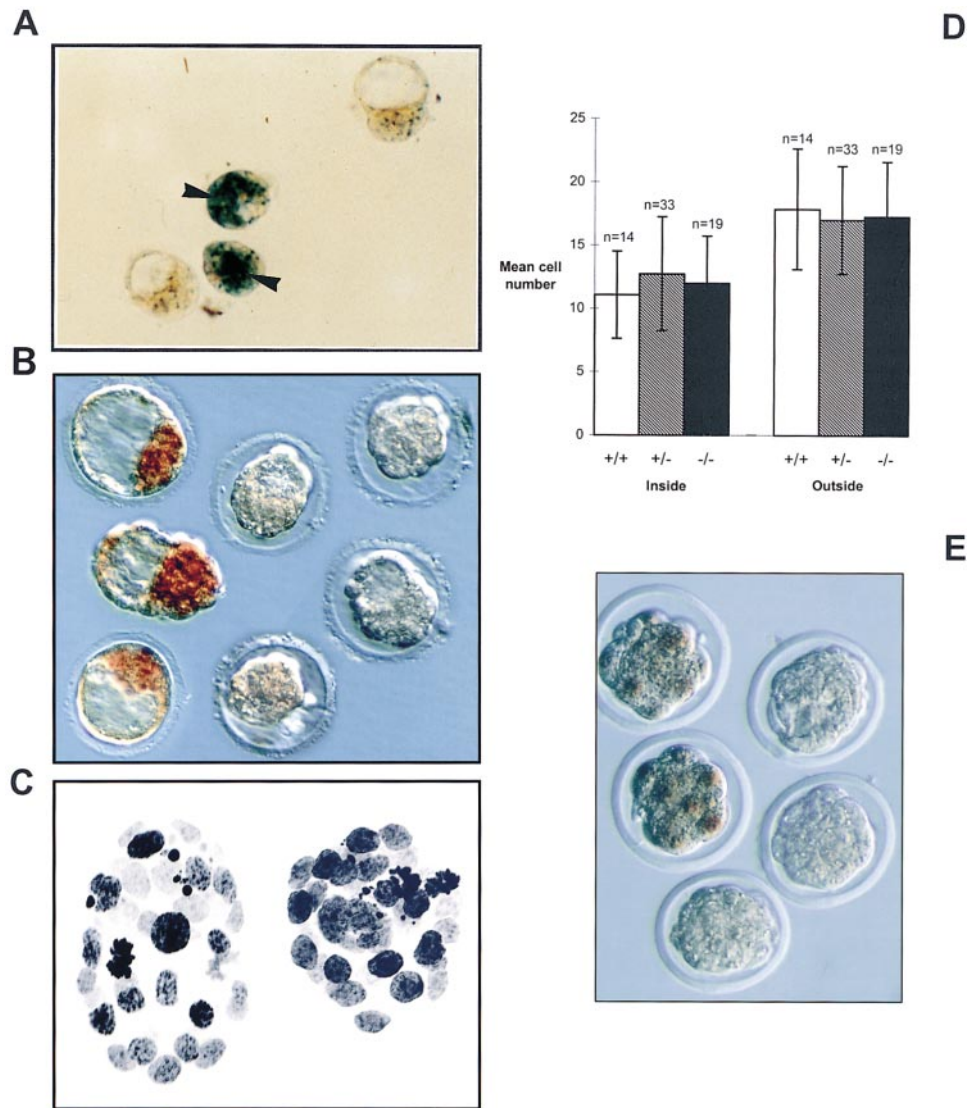 A
B
C
D
25
20
15
10
5
0
Mean cell
number
n=14
n=33
n=19
n=14
n=33
n=19
+/+ +/- -/- +/+ +/- -/-
Inside Outside
E